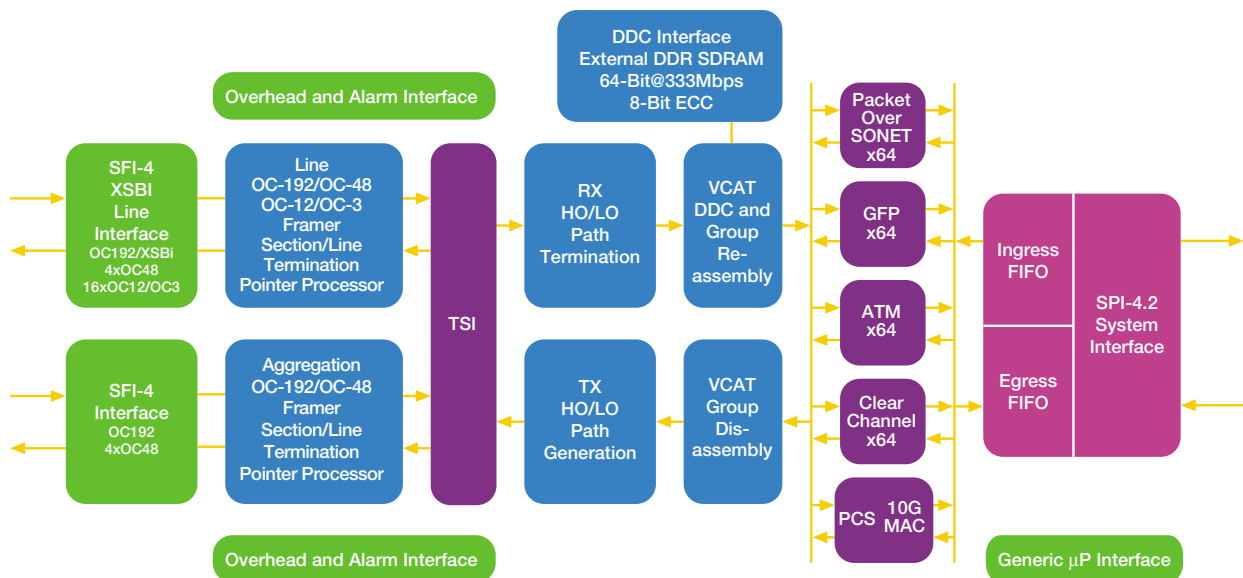 DDC Interface
External DDR SDRAM
64-Bit@333Mbps
8-Bit ECC
Overhead and Alarm Interface
SFI-4
XSBI
Line
Interface
OC192/XSBi
4xOC48
16xOC12/OC3
Line
OC-192/OC-48
OC-12/OC-3
Framer
Section/Line
Termination
Pointer Processor
TSI
RX
HO/LO
Path
Termination
VCAT
DDC and
Group
Re-
assembly
Packet
Over
SONET
x64
GFP
x64
ATM
x64
Clear
Channel
x64
PCS
10G
MAC
Ingress
FIFO
Egress
FIFO
SPI-4.2
System
Interface
SFI-4
Interface
OC192
4xOC48
Aggregation
OC-192/OC-48
Framer
Section/Line
Termination
Pointer Processor
TX
HO/LO
Path
Generation
VCAT
Group
Dis-
assembly
Overhead and Alarm Interface
Generic µP Interface